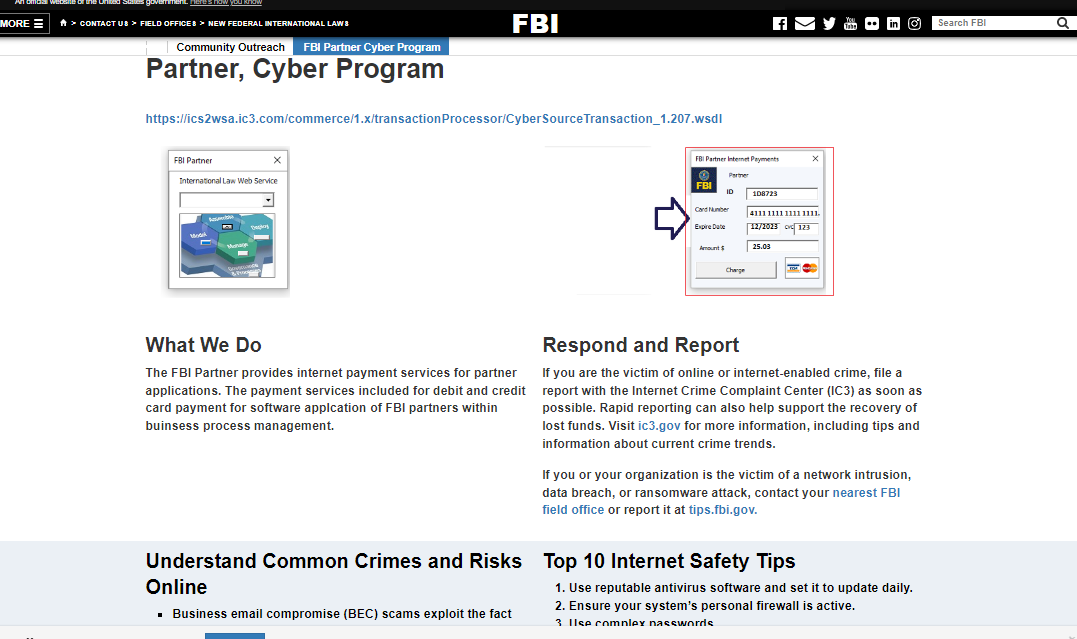 An official website of the United States government. Here's how you know
MORE ☰ > CONTACT US > FIELD OFFICES > NEW FEDERAL INTERNATIONAL LAWS
FBI
Search FBI
Community Outreach
FBI Partner Cyber Program
Partner, Cyber Program
https://ics2wsa.ic3.com/commerce/1.x/transactionProcessor/CyberSourceTransaction_1.207.wsdl
FBI Partner
International Law Web Service
Assemble
Model
Deploy
Manage
FBI Partner Internet Payments
FBI
Partner
ID 1D8723
Card Number 4111 1111 1111 1111.
Expire Date 12/2023 CVC 123
Amount $ 25.03
Charge
VISA
What We Do
The FBI Partner provides internet payment services for partner
applications. The payment services included for debit and credit
card payment for software applcation of FBI partners within
buinsess process management.
Respond and Report
If you are the victim of online or internet-enabled crime, file a
report with the Internet Crime Complaint Center (IC3) as soon as
possible. Rapid reporting can also help support the recovery of
lost funds. Visit ic3.gov for more information, including tips and
information about current crime trends.
If you or your organization is the victim of a network intrusion,
data breach, or ransomware attack, contact your nearest FBI
field office or report it at tips.fbi.gov.
Understand Common Crimes and Risks
Online
Business email compromise (BEC) scams exploit the fact
Top 10 Internet Safety Tips
1. Use reputable antivirus software and set it to update daily.
2. Ensure your system's personal firewall is active.
3. Use complex passwords